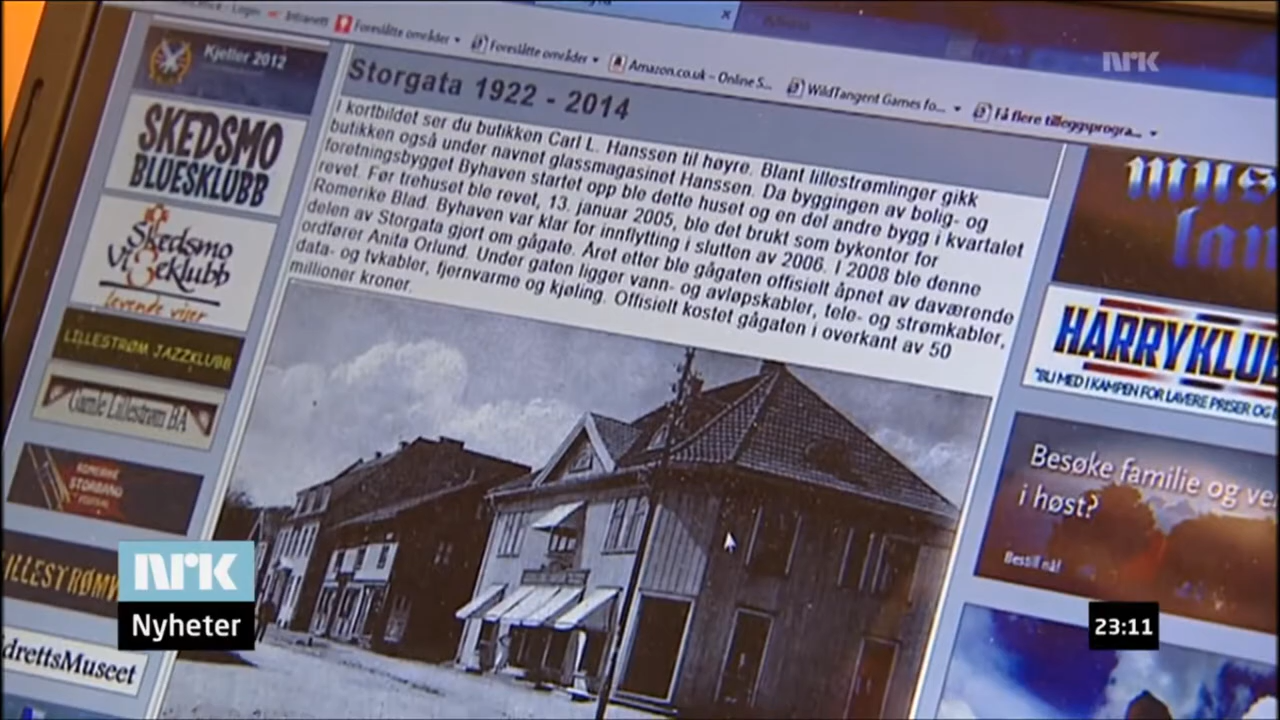 Login
Intranett
Foreslåtte områder
Foreslåtte områder
Amazon.co.uk – Online S...
WildTangent Games fo...
Få flere tilleggsprogra...
nrk
Kjeller 2012
SKEDSMO
BLUESKLUBB
Skedsmo
Viseklubb
levende viser
LILLESTRØM JAZZKLUBB
Gamle Lillestrøm BA
ROMERIKE
STORBAND
LILLESTRØM
drettsMuseet
Storgata 1922 - 2014
I kortbildet ser du butikken Carl L. Hanssen til høyre. Blant lillestrømlinger gikk
butikken også under navnet glassmagasinet Hanssen. Da byggingen av bolig- og
foretningsbygget Byhaven startet opp ble dette huset og en del andre bygg i kvartalet
revet. Før trehuset ble revet, 13. januar 2005, ble det brukt som bykontor for
Romerike Blad. Byhaven var klar for innflytting i slutten av 2006. I 2008 ble denne
delen av Storgata gjort om gågate. Året etter ble gågaten offisielt åpnet av daværende
ordfører Anita Orlund. Under gaten ligger vann- og avløpskabler, tele- og strømkabler,
data- og tvkabler, fjernvarme og kjøling. Offisielt kostet gågaten i overkant av 50
millioner kroner.
mus
lan
HARRYKLUB
"BLI MED I KAMPEN FOR LAVERE PRISER OG
Besøke familie og ve
i høst?
Bestill nå!
nrk
Nyheter
23:11